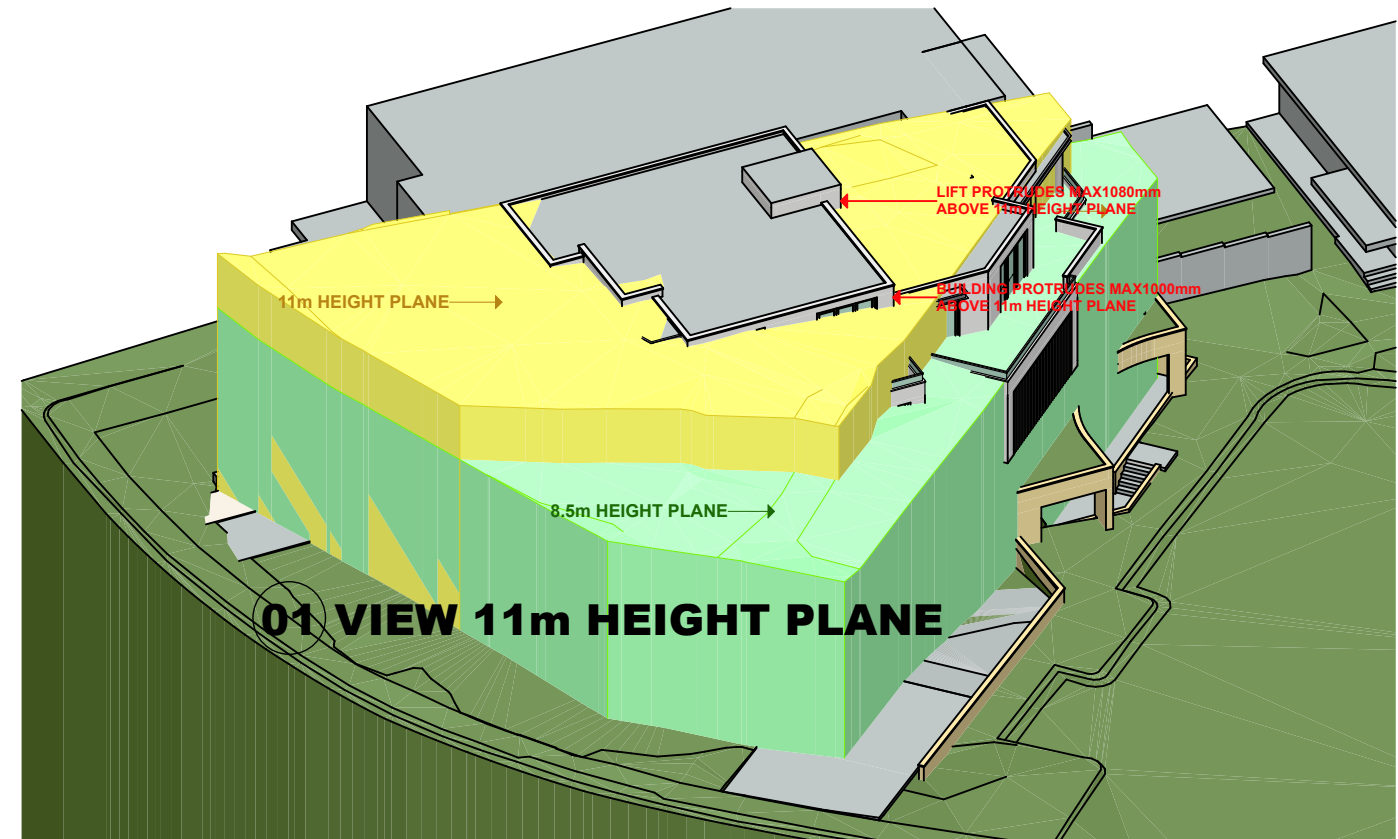 LIFT PROTRUDES MAX1080mm
ABOVE 11m HEIGHT PLANE
11m HEIGHT PLANE
BUILDING PROTRUDES MAX1000mm
ABOVE 11m HEIGHT PLANE
8.5m HEIGHT PLANE
01 VIEW 11m HEIGHT PLANE